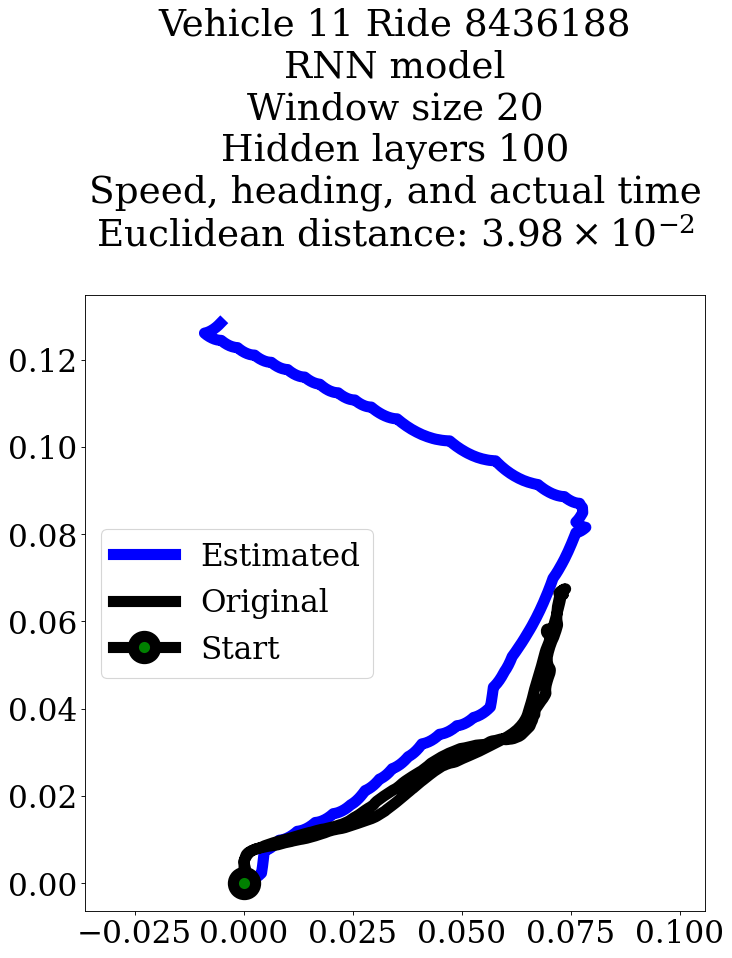 Vehicle 11 Ride 8436188
RNN model
Window size 20
Hidden layers 100
Speed, heading, and actual time
Euclidean distance: 3.98 × 10⁻²
0.12
0.10
0.08
0.06
0.04
0.02
0.00
Estimated
Original
Start
−0.025 0.000 0.025 0.050 0.075 0.100